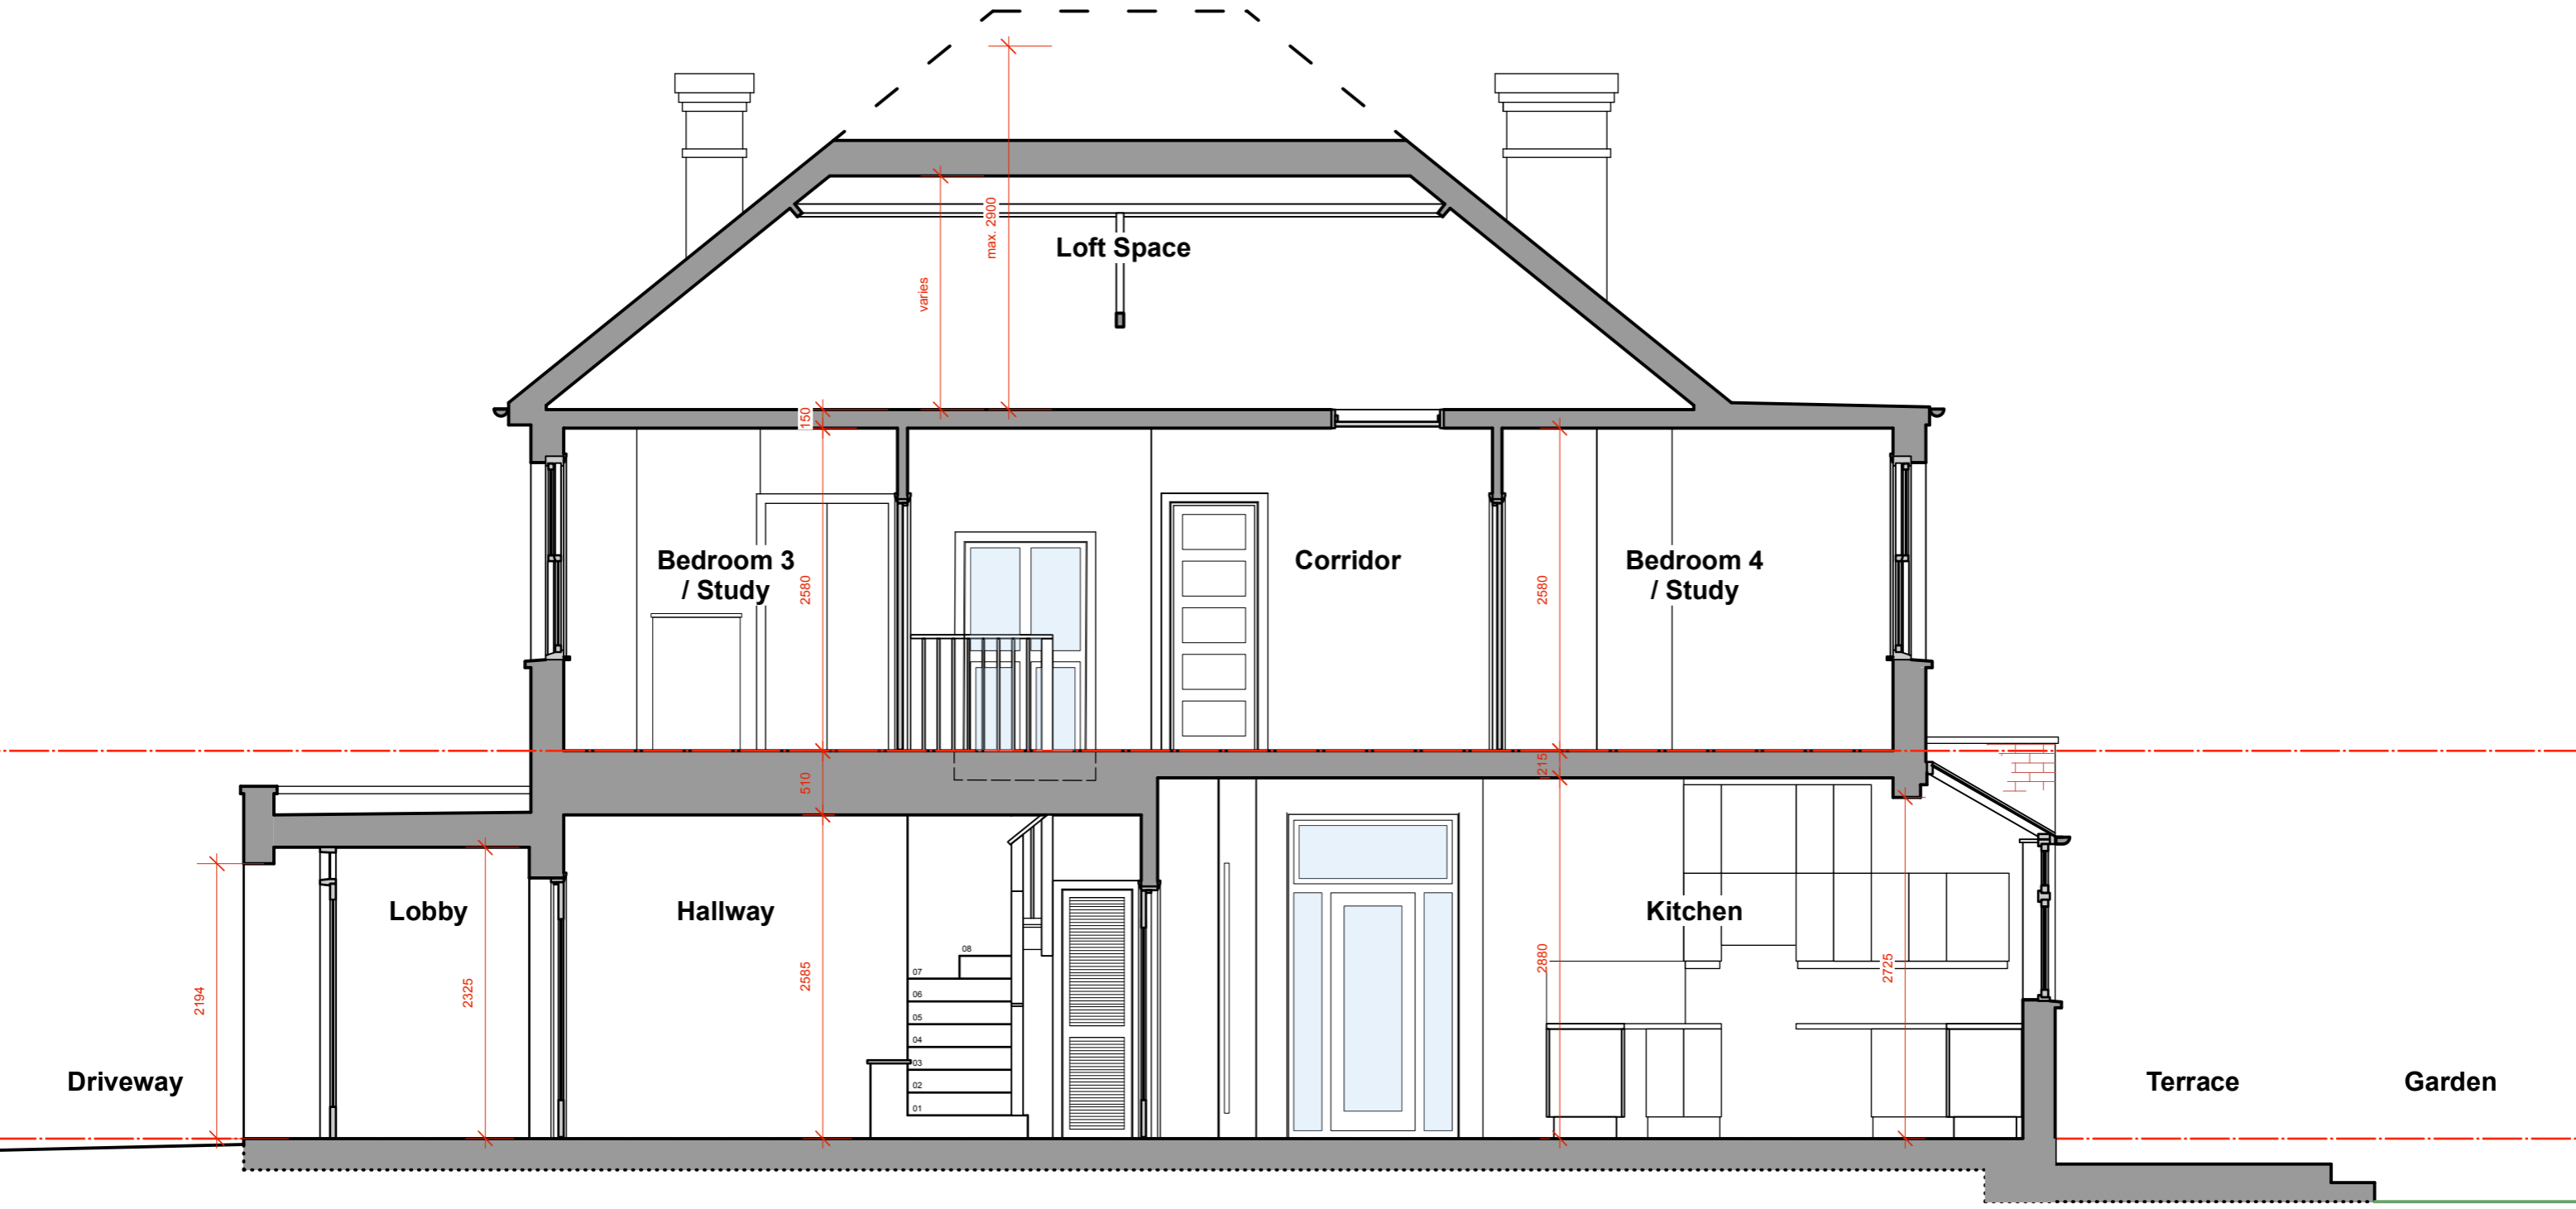 max. 2900
Loft Space
varies
150
Bedroom 3
/ Study
2580
Corridor
2580
Bedroom 4
/ Study
510
215
2194
Lobby
2325
Hallway
2585
08
07
06
05
04
03
02
01
Kitchen
2880
2725
Driveway
Terrace
Garden